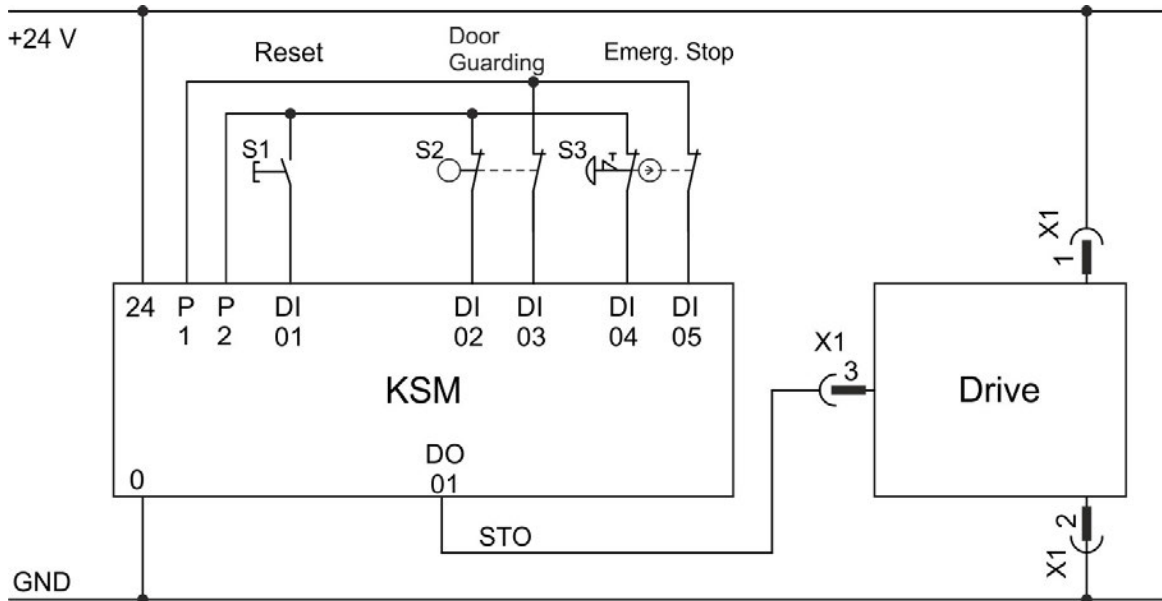 +24 V
Reset
Door
Guarding
Emerg. Stop
S1
S2
S3
24 P P DI DI DI DI DI
1 2 01 02 03 04 05
KSM
DO
01
0
STO
GND
X1
3
Drive
X1
1
2
X1